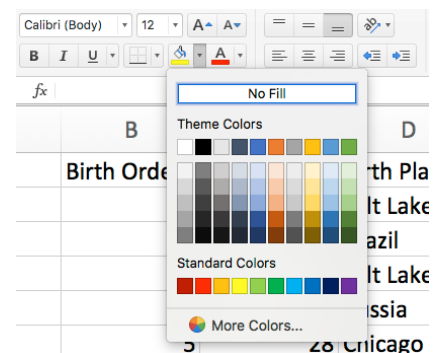 Calibri (Body) 12 A A
B I U A
fx
No Fill
B D
Theme Colors
Birth Orde rth Pla
lt Lake
azil
Standard Colors
lt Lake
ussia
More Colors...
5 28 Chicago